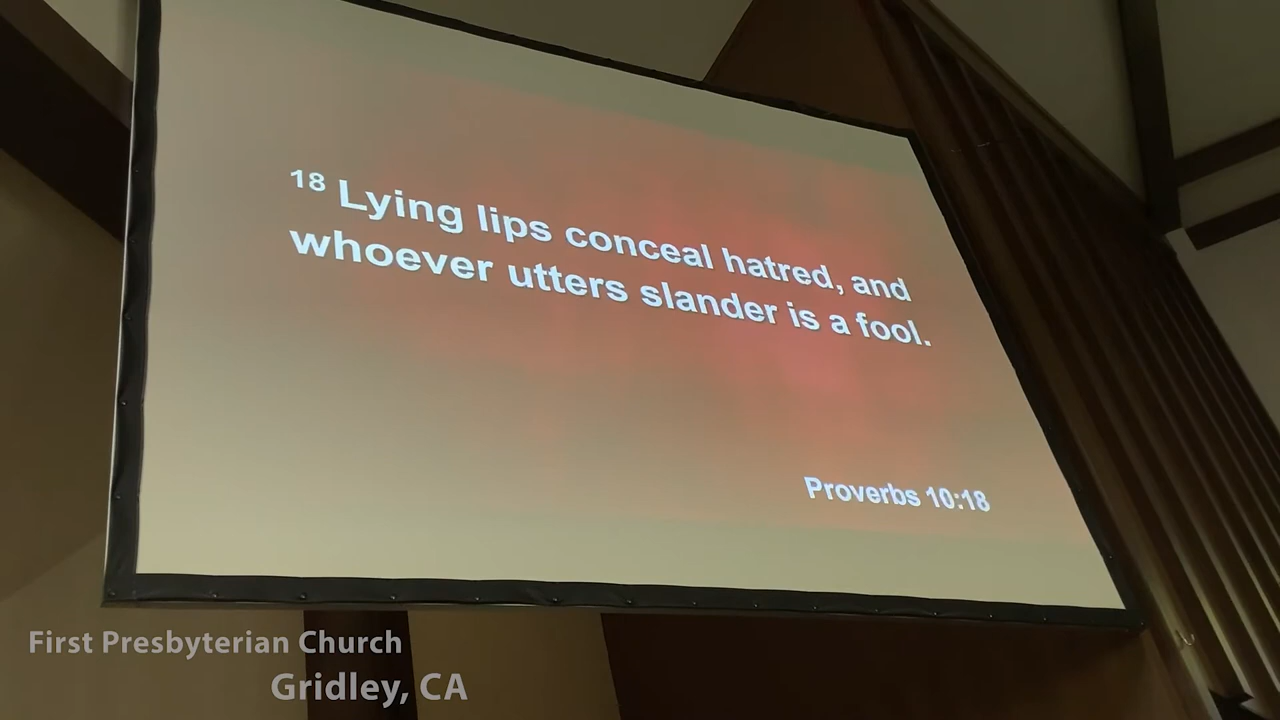 18 Lying lips conceal hatred, and
whoever utters slander is a fool.
Proverbs 10:18
First Presbyterian Church
Gridley, CA